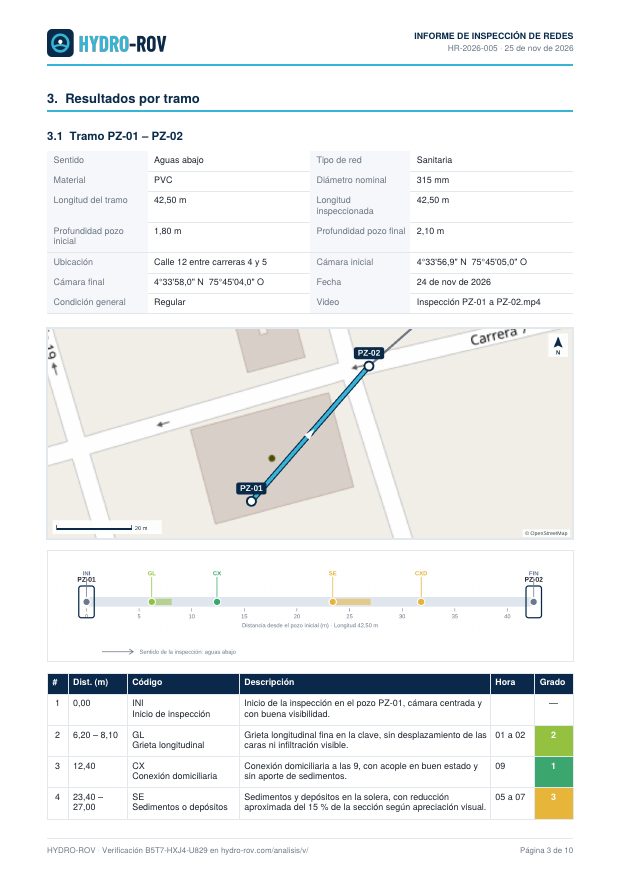 HYDRO-ROV
INFORME DE INSPECCIÓN DE REDES
HR-2026-005 · 25 de nov de 2026
3. Resultados por tramo
3.1 Tramo PZ-01 – PZ-02
Sentido Aguas abajo Tipo de red Sanitaria
Material PVC Diámetro nominal 315 mm
Longitud del tramo 42,50 m Longitud 42,50 m
inspeccionada
Profundidad pozo 1,80 m Profundidad pozo final 2,10 m
inicial
Ubicación Calle 12 entre carreras 4 y 5 Cámara inicial 4°33'56,9" N 75°45'05,0" O
Cámara final 4°33'58,0" N 75°45'04,0" O Fecha 24 de nov de 2026
Condición general Regular Video Inspección PZ-01 a PZ-02.mp4
19
Carrera 7
N
PZ-02
PZ-01
20 m
© OpenStreetMap
INI GL CX SE CXD FIN
PZ-01 PZ-02
0 5 10 15 20 25 30 35 40
Distancia desde el pozo inicial (m) · Longitud 42,50 m
Sentido de la inspección: aguas abajo
# Dist. (m) Código Descripción Hora Grado
1 0,00 INI Inicio de la inspección en el pozo PZ-01, cámara centrada y —
Inicio de inspección con buena visibilidad.
2 6,20 – 8,10 GL Grieta longitudinal fina en la clave, sin desplazamiento de las 01 a 02 2
Grieta longitudinal caras ni infiltración visible.
3 12,40 CX Conexión domiciliaria a las 9, con acople en buen estado y 09 1
Conexión domiciliaria sin aporte de sedimentos.
4 23,40 – SE Sedimentos y depósitos en la solera, con reducción 05 a 07 3
27,00 Sedimentos o depósitos aproximada del 15 % de la sección según apreciación visual.
HYDRO-ROV · Verificación B5T7-HXJ4-U829 en hydro-rov.com/analisis/v/
Página 3 de 10